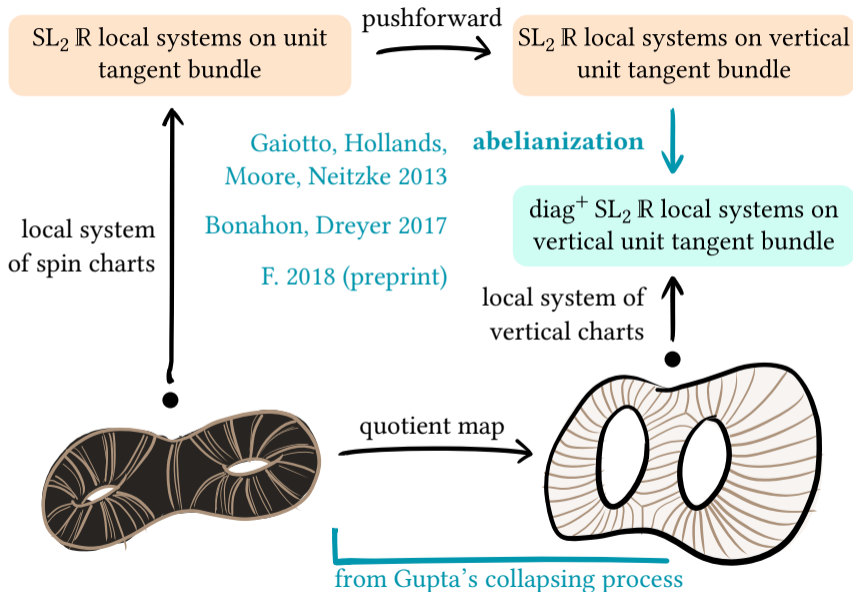 SL₂ ℝ local systems on unit
tangent bundle
pushforward
SL₂ ℝ local systems on vertical
unit tangent bundle
Gaiotto, Hollands,
Moore, Neitzke 2013
Bonahon, Dreyer 2017
F. 2018 (preprint)
abelianization
diag⁺ SL₂ ℝ local systems on
vertical unit tangent bundle
local system
of spin charts
local system of
vertical charts
quotient map
from Gupta’s collapsing process